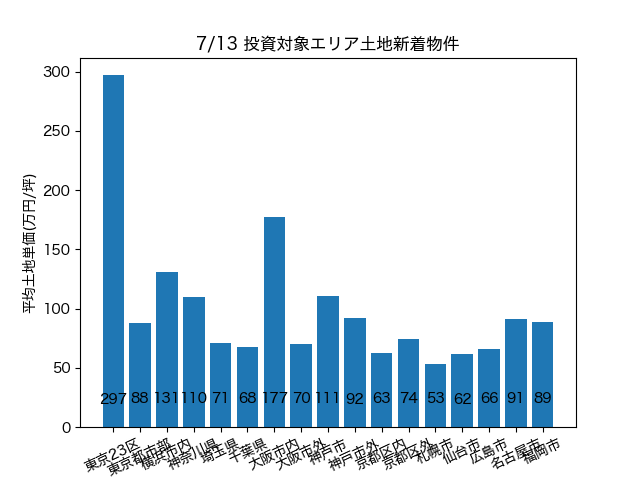 7/13 投資対象エリア土地新着物件
平均土地単価(万円/坪)
300
250
200
150
100
50
0
297 88 131 110 71 68 177 70 111 92 63 74 53 62 66 91 89
東京23区 東京都市部 横浜市内 神奈川県 埼玉県 千葉県 大阪市内 大阪市外 神戸市 神戸市外 京都区内 京都区外 札幌市 仙台市 広島市 名古屋市 福岡市